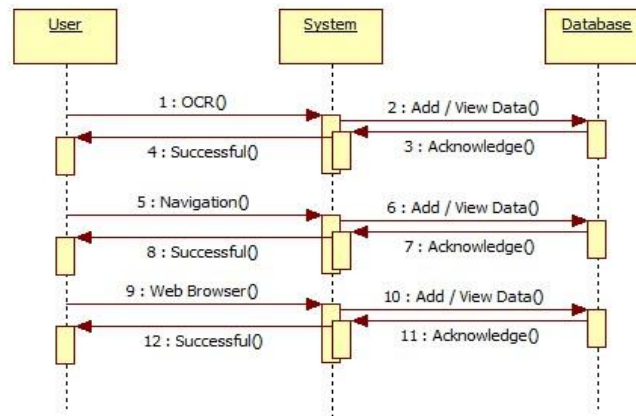 User
System
Database
1 : OCR()
2 : Add / View Data()
3 : Acknowledge()
4 : Successful()
5 : Navigation()
6 : Add / View Data()
7 : Acknowledge()
8 : Successful()
9 : Web Browser()
10 : Add / View Data()
11 : Acknowledge()
12 : Successful()